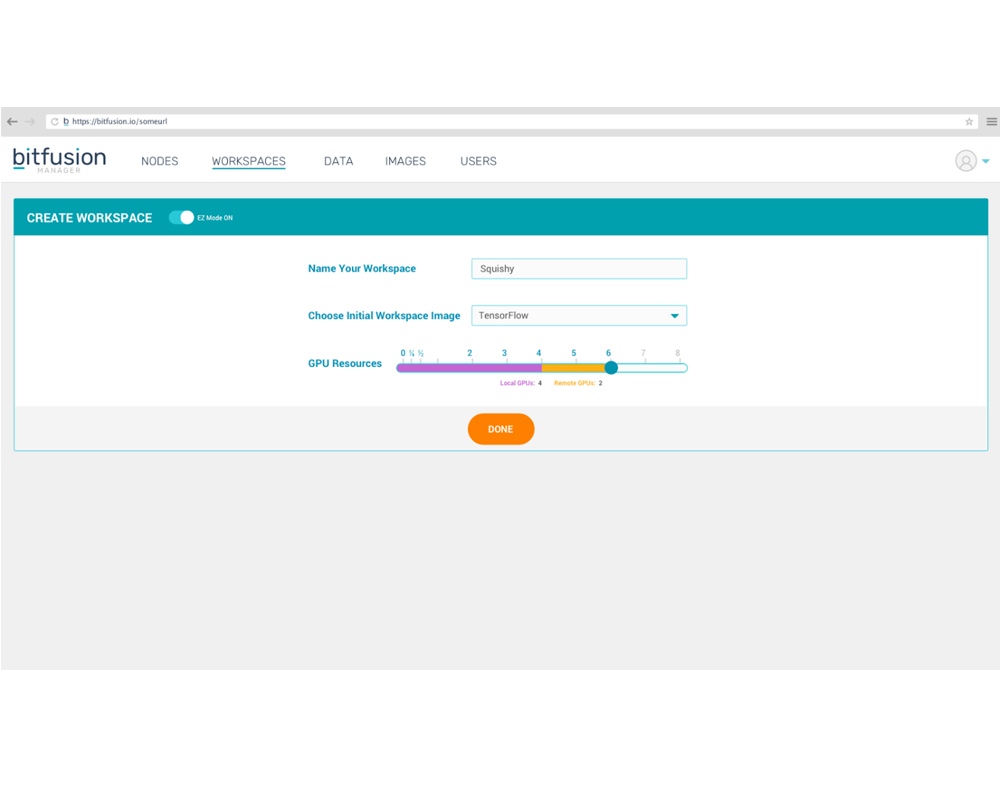 https://bitfusion.io/someurl
bitfusion
MANAGER
NODES WORKSPACES DATA IMAGES USERS
CREATE WORKSPACE EZ Mode ON
Name Your Workspace Squishy
Choose Initial Workspace Image TensorFlow
0 ¼ ½ 2 3 4 5 6 7 8
GPU Resources
Local GPUs: 4 Remote GPUs: 2
DONE